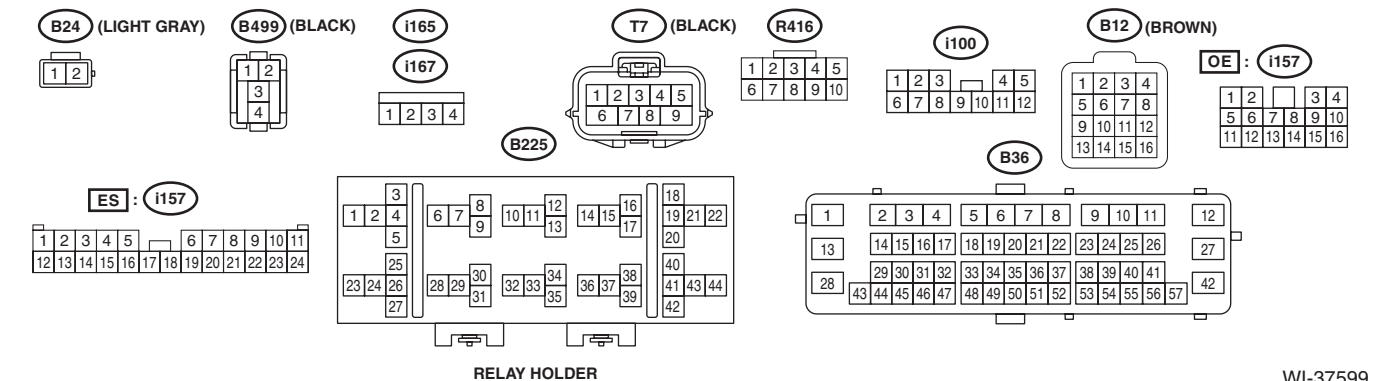 B24 (LIGHT GRAY)
1 2
B499 (BLACK)
1 2
3
4
i165
i167
1 2 3 4
T7 (BLACK)
1 2 3 4 5
6 7 8 9
R416
1 2 3 4 5
6 7 8 9 10
i100
1 2 3 4 5
6 7 8 9 10 11 12
B12 (BROWN)
1 2 3 4
5 6 7 8
9 10 11 12
13 14 15 16
OE : i157
1 2 3 4
5 6 7 8 9 10
11 12 13 14 15 16
ES : i157
1 2 3 4 5 6 7 8 9 10 11
12 13 14 15 16 17 18 19 20 21 22 23 24
B225
3 8 12 16 18
1 2 4 6 7 10 11 14 15 19 21 22
9 13 17
5 20
25 30 34 38 40
23 24 26 28 29 32 33 36 37 41 43 44
31 35 39
27 42
RELAY HOLDER
B36
1 2 3 4 5 6 7 8 9 10 11 12
13 14 15 16 17 18 19 20 21 22 23 24 25 26 27
28 29 30 31 32 33 34 35 36 37 38 39 40 41 42
43 44 45 46 47 48 49 50 51 52 53 54 55 56 57
WI-37599